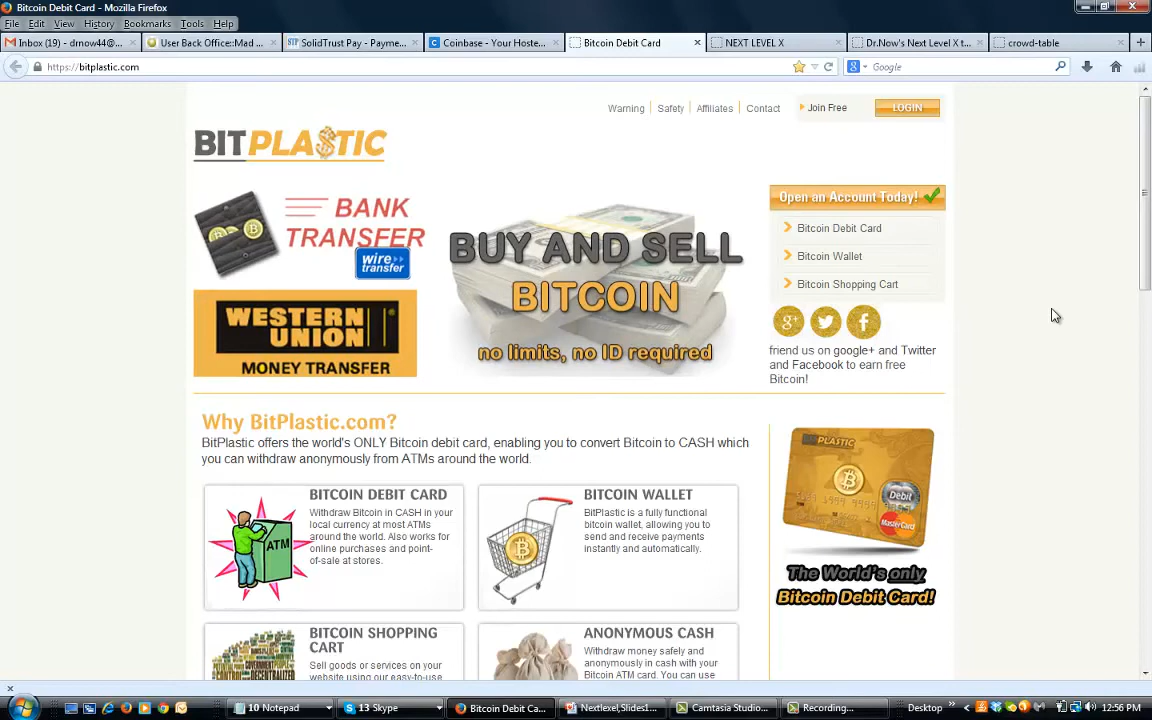 Bitcoin Debit Card - Mozilla Firefox
File Edit View History Bookmarks Tools Help
Inbox (19) - drnow44@... User Back Office::Mad ... SolidTrust Pay - Payme... Coinbase - Your Hoste... Bitcoin Debit Card NEXT LEVEL X Dr.Now's Next Level X t... crowd-table
https://bitplastic.com Google
Warning Safety Affiliates Contact Join Free LOGIN
BITPLASTIC
BANK TRANSFER
wire transfer
WESTERN UNION
MONEY TRANSFER
BUY AND SELL
BITCOIN
no limits, no ID required
Open an Account Today!
Bitcoin Debit Card
Bitcoin Wallet
Bitcoin Shopping Cart
friend us on google+ and Twitter
and Facebook to earn free
Bitcoin!
Why BitPlastic.com?
BitPlastic offers the world's ONLY Bitcoin debit card, enabling you to convert Bitcoin to CASH which
you can withdraw anonymously from ATMs around the world.
BITCOIN DEBIT CARD
Withdraw Bitcoin in CASH in your
local currency at most ATMs
around the world. Also works for
online purchases and point-
of-sale at stores.
ATM
BITCOIN WALLET
BitPlastic is a fully functional
bitcoin wallet, allowing you to
send and receive payments
instantly and automatically.
BITPLASTIC
Debit
MasterCard
The World's only
Bitcoin Debit Card!
BITCOIN SHOPPING
CART
Sell goods or services on your
website using our easy-to-use
ANONYMOUS CASH
Withdraw money safely and
anonymously in cash with your
Bitcoin ATM card. You can use
10 Notepad 13 Skype Bitcoin Debit Ca... Nextlexel,Slides1... Camtasia Studio... Recording... Desktop 12:56 PM